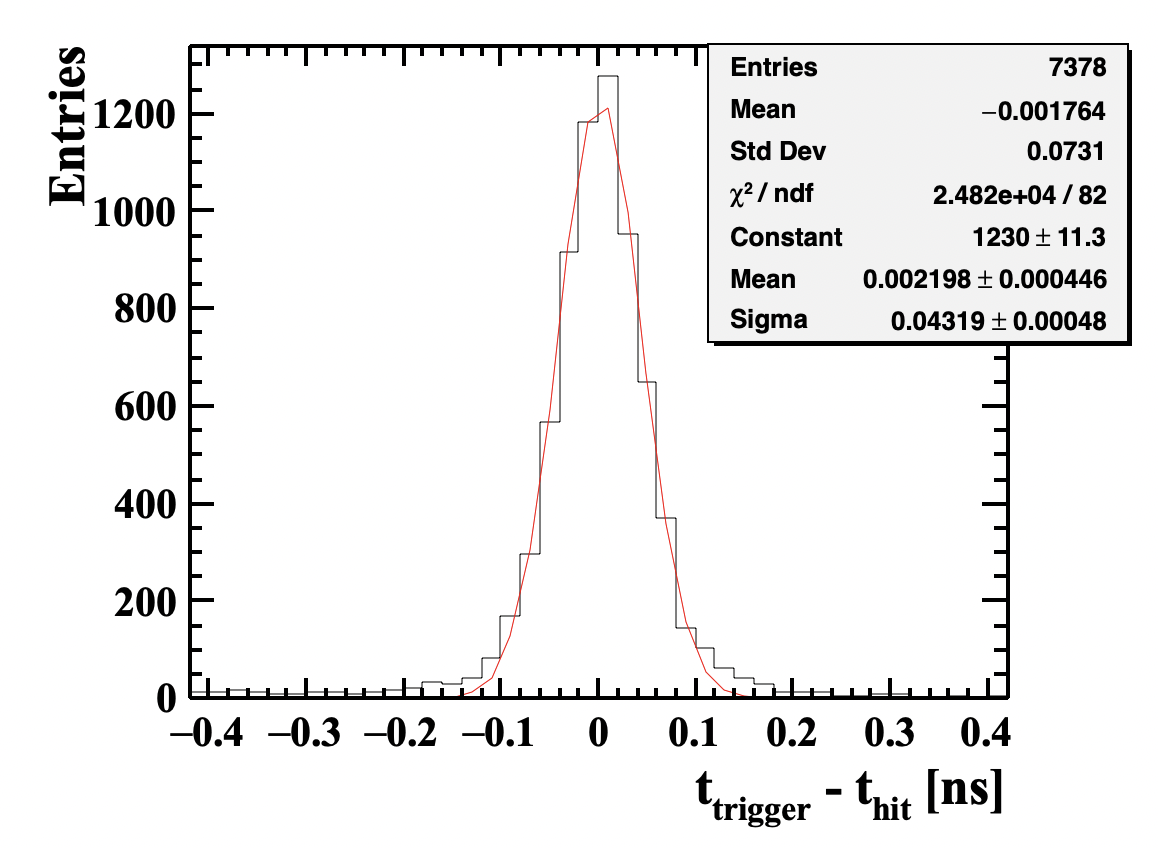 Entries
1200
1000
800
600
400
200
0
−0.4 −0.3 −0.2 −0.1 0 0.1 0.2 0.3 0.4
t_trigger - t_hit [ns]
Entries 7378
Mean −0.001764
Std Dev 0.0731
χ² / ndf 2.482e+04 / 82
Constant 1230 ± 11.3
Mean 0.002198 ± 0.000446
Sigma 0.04319 ± 0.00048